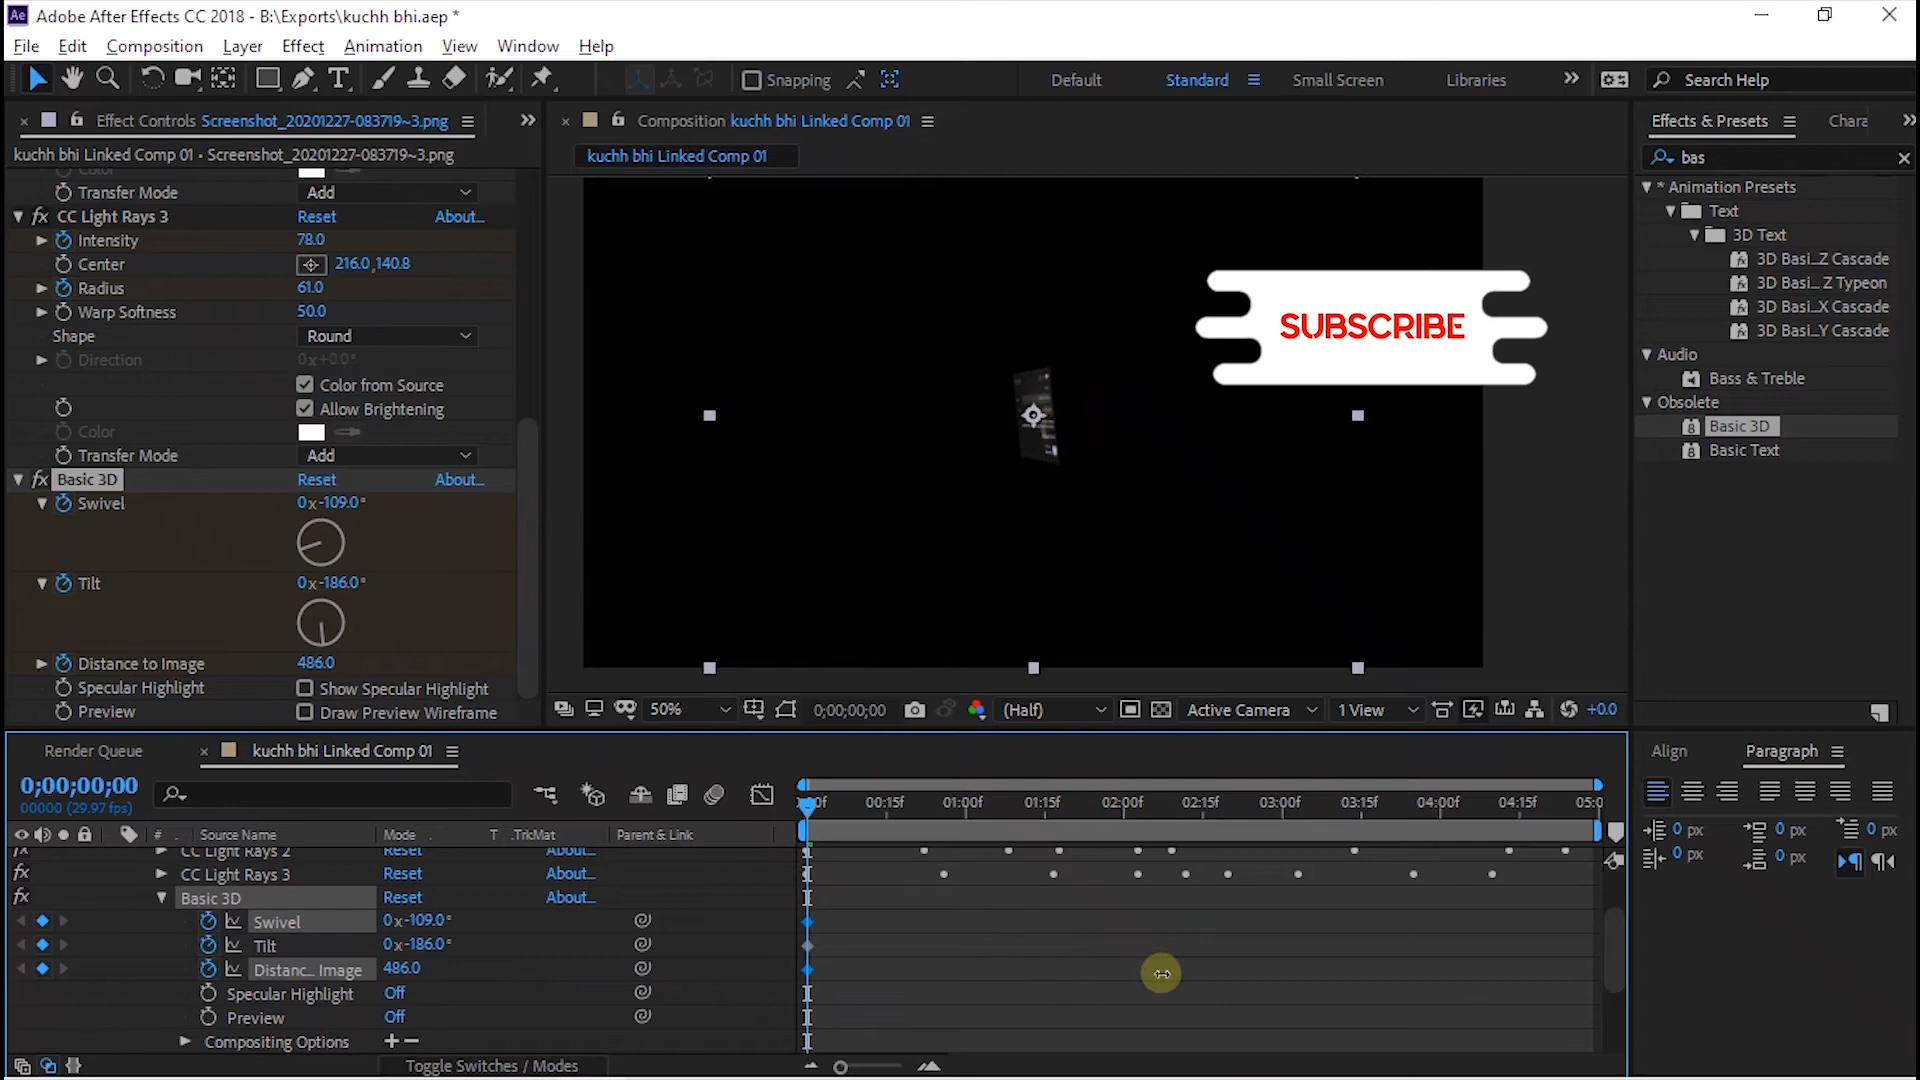 Adobe After Effects CC 2018 - B:\Exports\kuchh bhi.aep *
File Edit Composition Layer Effect Animation View Window Help
Snapping Default Standard Small Screen Libraries Search Help
Effect Controls Screenshot_20201227-083719~3.png
kuchh bhi Linked Comp 01 • Screenshot_20201227-083719~3.png
Color
Transfer Mode Add
fx CC Light Rays 3 Reset About...
Intensity 78.0
Center 216.0,140.8
Radius 61.0
Warp Softness 50.0
Shape Round
Direction 0x+0.0°
Color from Source
Allow Brightening
Color
Transfer Mode Add
fx Basic 3D Reset About...
Swivel 0x-109.0°
Tilt 0x-186.0°
Distance to Image 486.0
Specular Highlight Show Specular Highlight
Preview Draw Preview Wireframe
Composition kuchh bhi Linked Comp 01
kuchh bhi Linked Comp 01
SUBSCRIBE
50% 0;00;00;00 (Half) Active Camera 1 View +0.0
Effects & Presets Chara
bas
* Animation Presets
Text
3D Text
3D Basi...Z Cascade
3D Basi... Z Typeon
3D Basi...X Cascade
3D Basi...Y Cascade
Audio
Bass & Treble
Obsolete
Basic 3D
Basic Text
Render Queue kuchh bhi Linked Comp 01
0;00;00;00
00000 (29.97 fps)
00:15f 01:00f 01:15f 02:00f 02:15f 03:00f 03:15f 04:00f 04:15f
# Source Name Mode T .TrkMat Parent & Link
fx CC Light Rays 2 Reset About...
fx CC Light Rays 3 Reset About...
fx Basic 3D Reset About...
Swivel 0x-109.0°
Tilt 0x-186.0°
Distanc... Image 486.0
Specular Highlight Off
Preview Off
Compositing Options + −
Toggle Switches / Modes
Align Paragraph
0 px 0 px 0 px
0 px 0 px